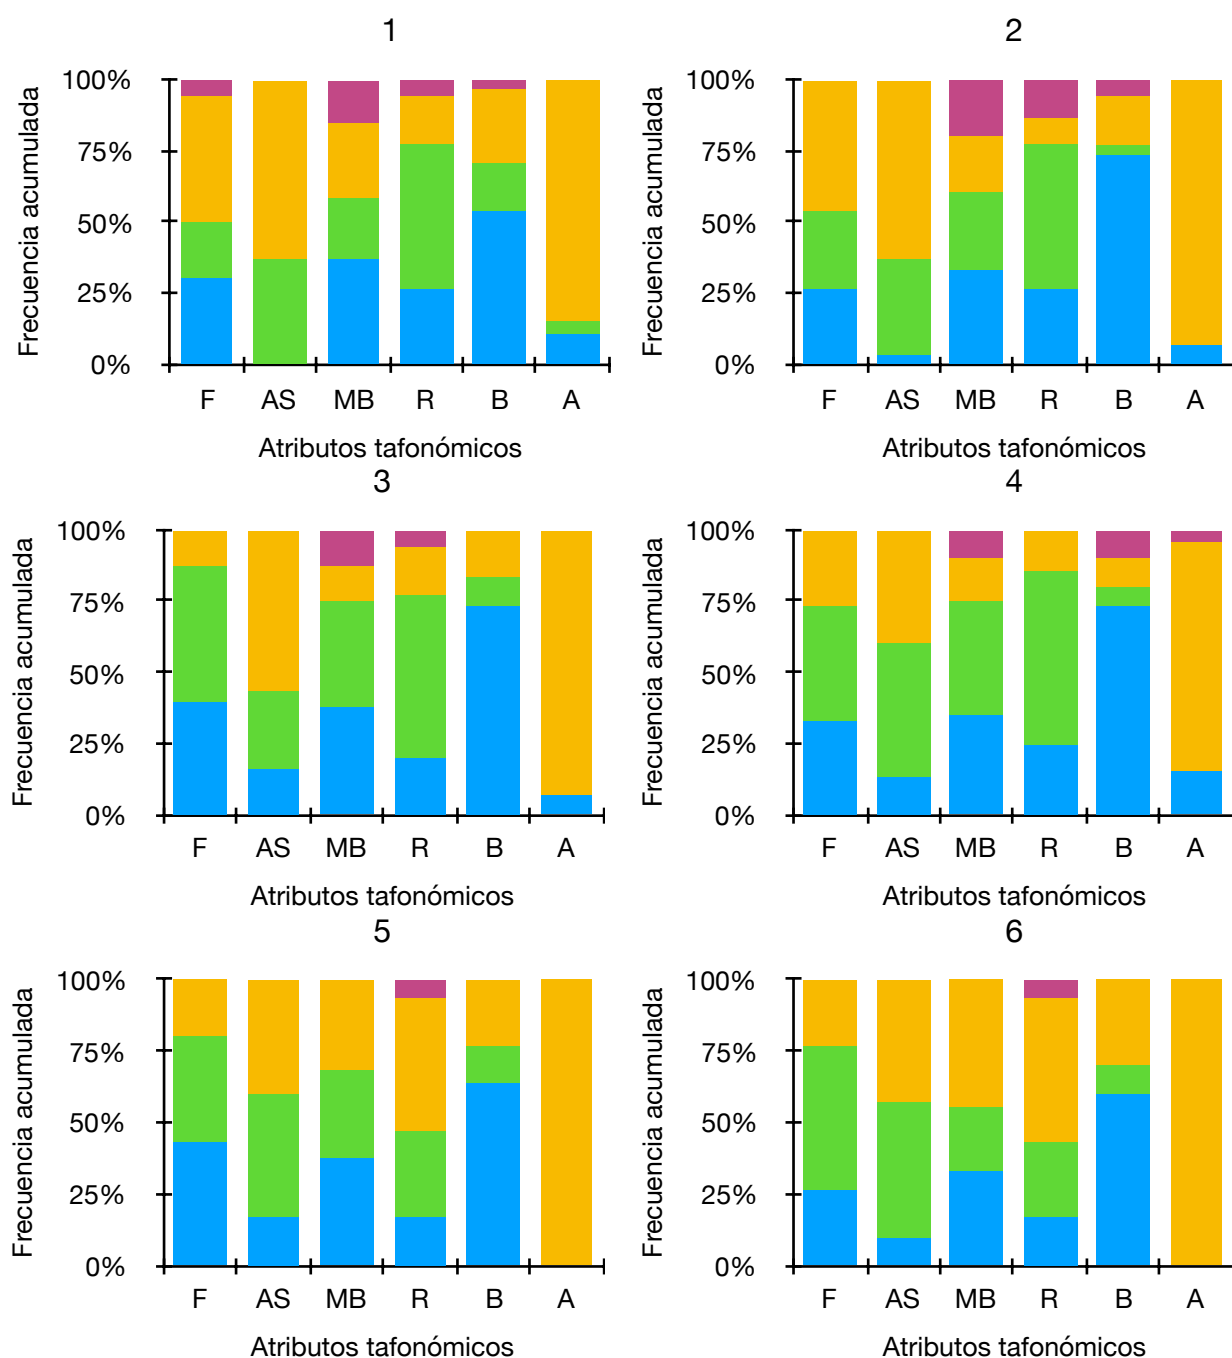 1
Frecuencia acumulada
100%
75%
50%
25%
0%
F AS MB R B A
Atributos tafonómicos
2
Frecuencia acumulada
100%
75%
50%
25%
0%
F AS MB R B A
Atributos tafonómicos
3
Frecuencia acumulada
100%
75%
50%
25%
0%
F AS MB R B A
Atributos tafonómicos
4
Frecuencia acumulada
100%
75%
50%
25%
0%
F AS MB R B A
Atributos tafonómicos
5
Frecuencia acumulada
100%
75%
50%
25%
0%
F AS MB R B A
Atributos tafonómicos
6
Frecuencia acumulada
100%
75%
50%
25%
0%
F AS MB R B A
Atributos tafonómicos